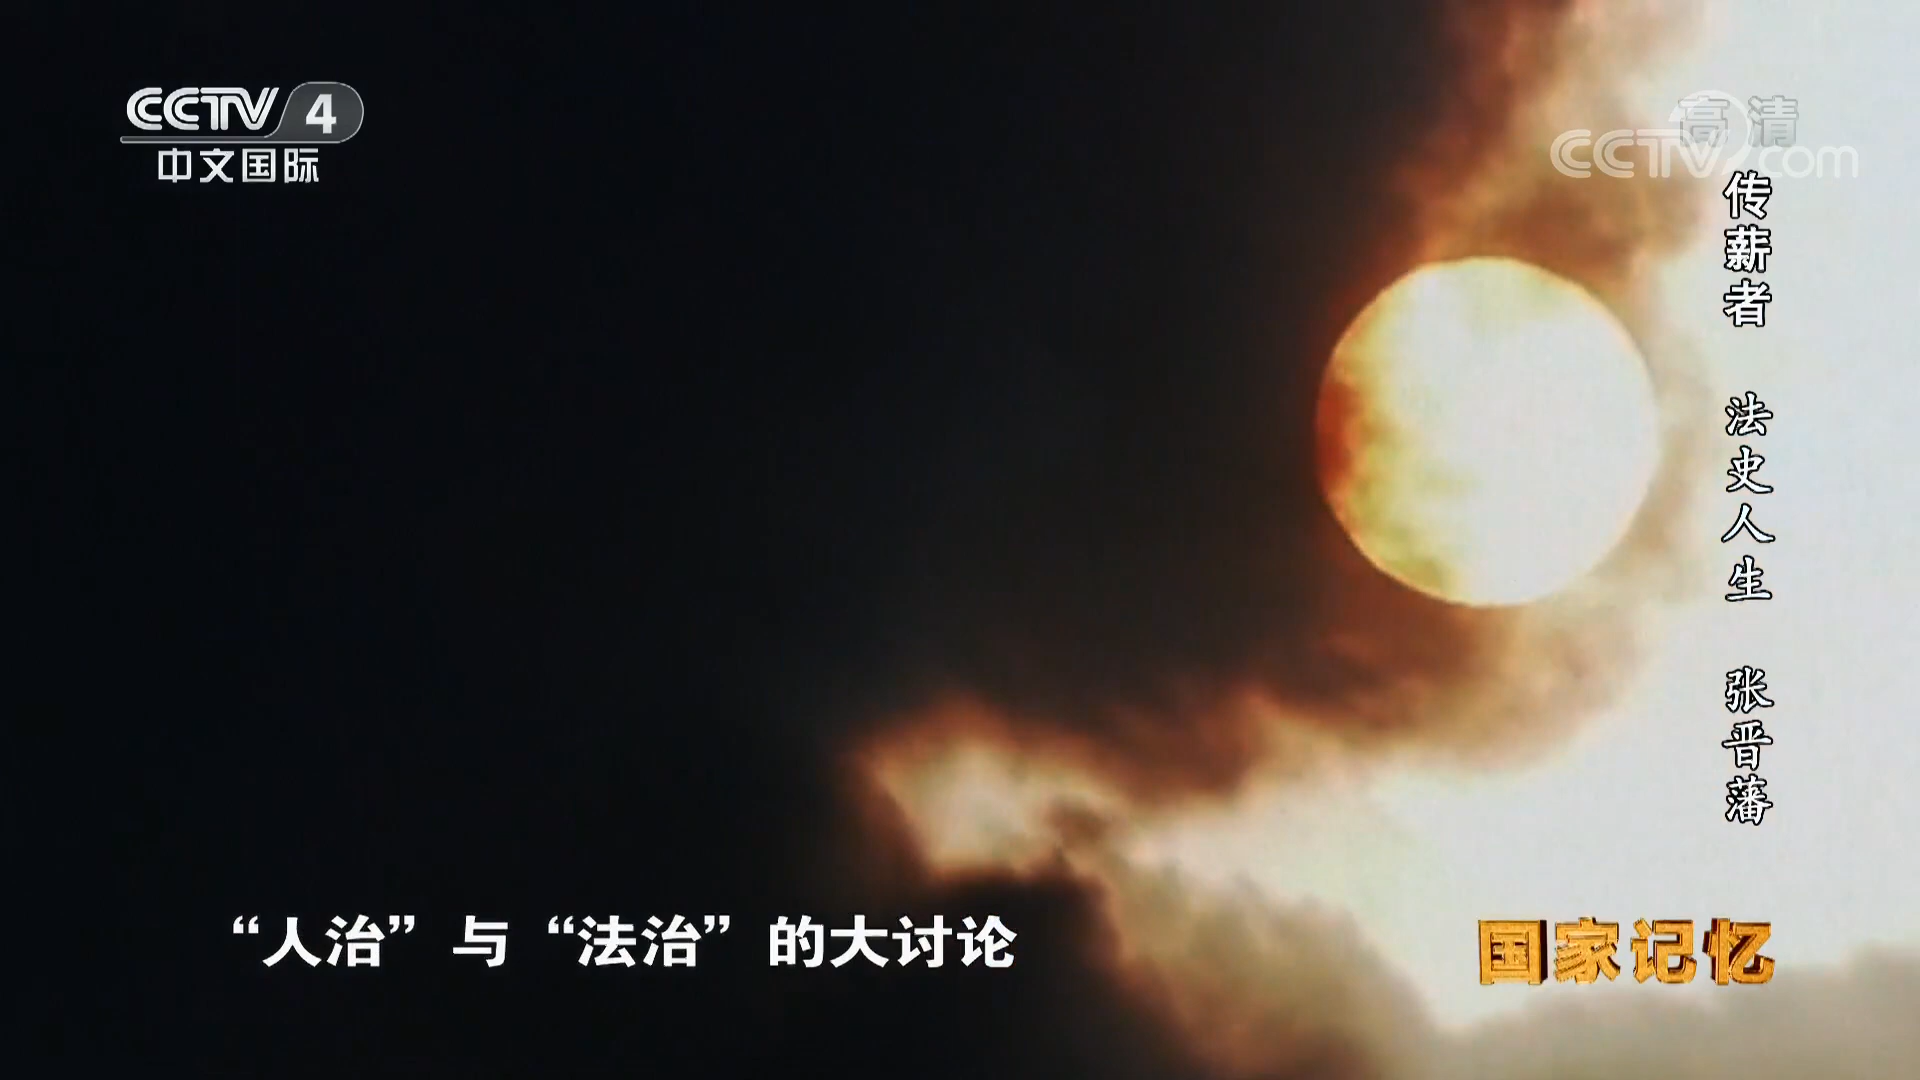 CCTV 4
中文国际
高清
CCTV.com
传薪者 法史人生 张晋藩
“人治”与“法治”的大讨论
国家记忆